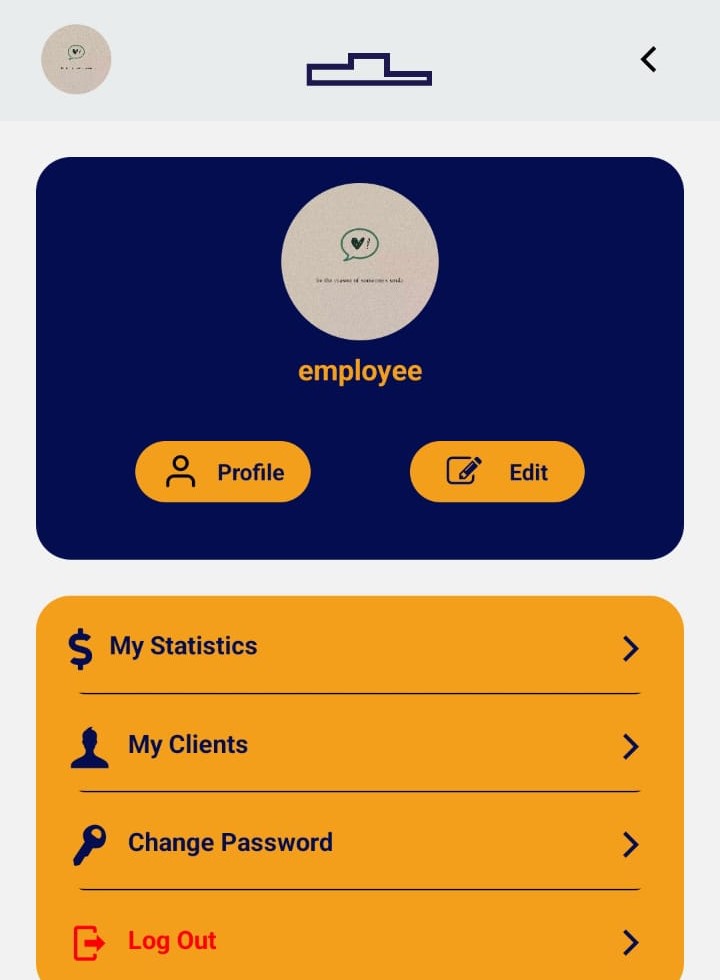 be the reason of someone's smile
employee
Profile
Edit
My Statistics
My Clients
Change Password
Log Out